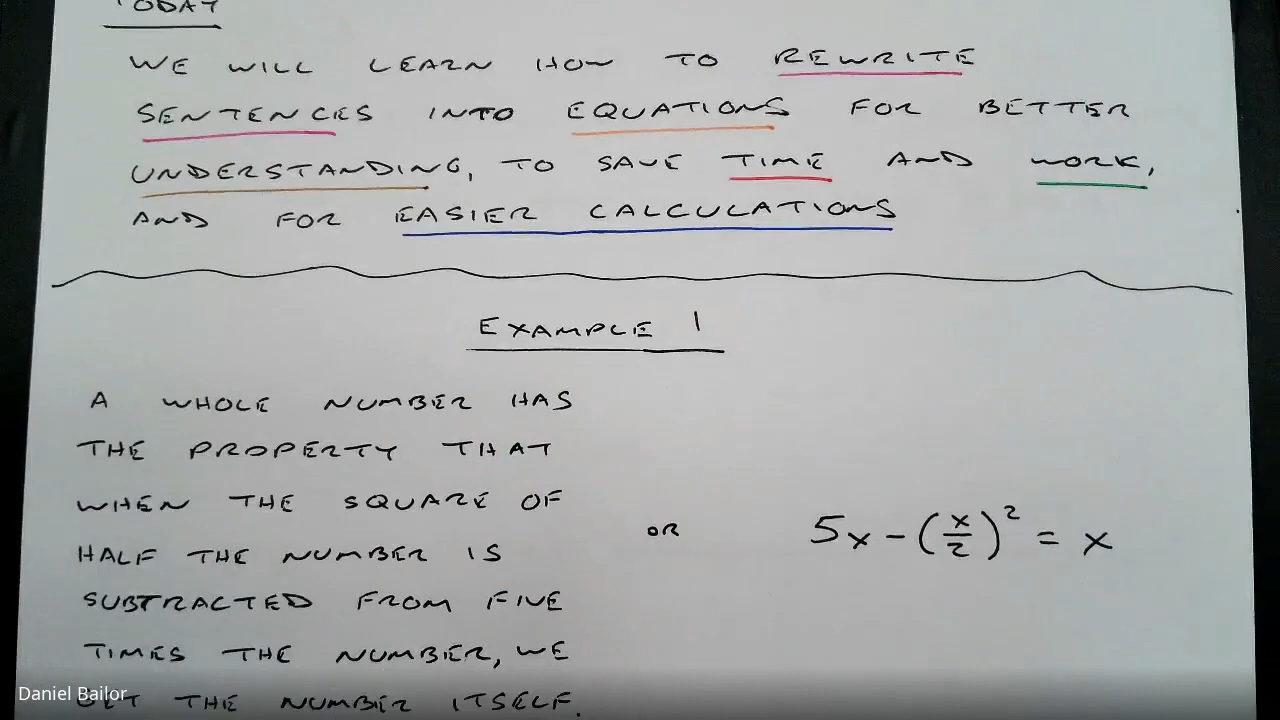 TODAY
WE WILL LEARN HOW TO REWRITE
SENTENCES INTO EQUATIONS FOR BETTER
UNDERSTANDING, TO SAVE TIME AND WORK,
AND FOR EASIER CALCULATIONS
EXAMPLE 1
A WHOLE NUMBER HAS
THE PROPERTY THAT
WHEN THE SQUARE OF
HALF THE NUMBER IS
SUBTRACTED FROM FIVE
TIMES THE NUMBER, WE
GET THE NUMBER ITSELF.
OR
5x - (x/2)² = x
Daniel Bailor